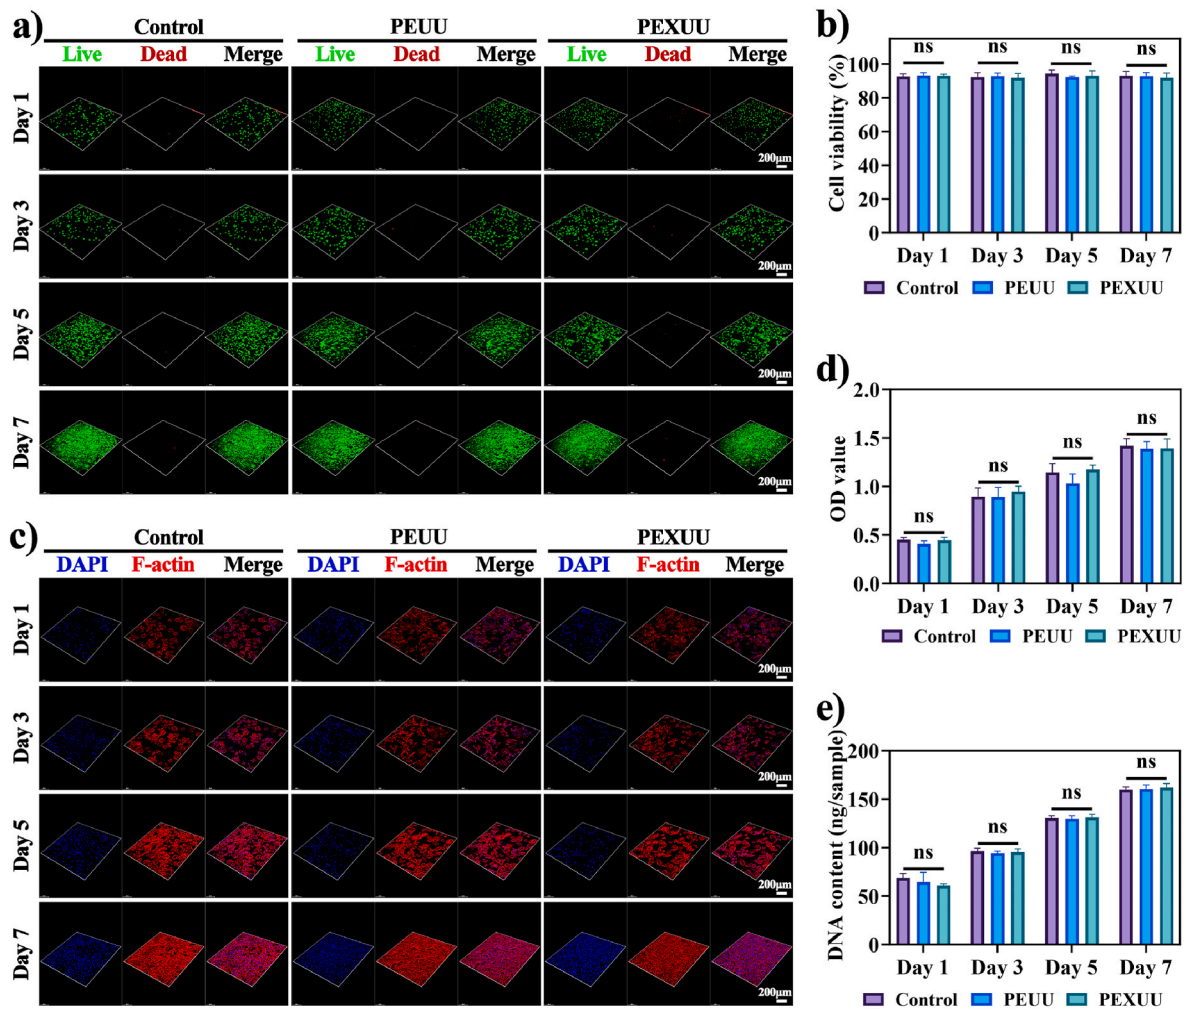 a)
Control PEUU PEXUU
Live Dead Merge Live Dead Merge Live Dead Merge
Day 1
200μm
Day 3
200μm
Day 5
200μm
Day 7
200μm
b)
Cell viability (%)
100
80
60
40
20
0
ns ns ns ns
Day 1 Day 3 Day 5 Day 7
Control PEUU PEXUU
c)
Control PEUU PEXUU
DAPI F-actin Merge DAPI F-actin Merge DAPI F-actin Merge
Day 1
200μm
Day 3
200μm
Day 5
200μm
Day 7
200μm
d)
OD value
2.0
1.5
1.0
0.5
0.0
ns ns ns ns
Day 1 Day 3 Day 5 Day 7
Control PEUU PEXUU
e)
DNA content (ng/sample)
200
150
100
50
0
ns ns ns ns
Day 1 Day 3 Day 5 Day 7
Control PEUU PEXUU